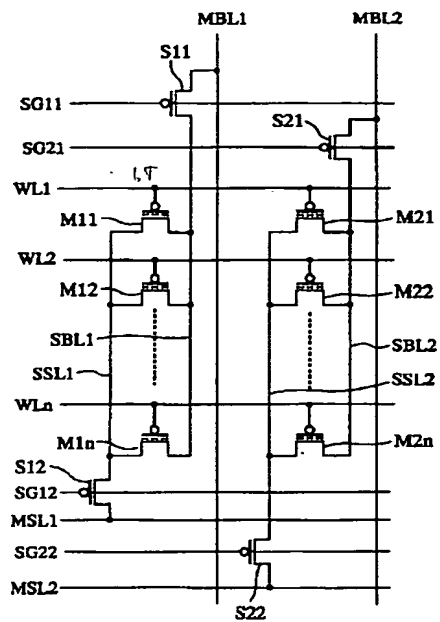 MBL1 MBL2
S11
SG11
S21
SG21
WL1
M11 M21
WL2
M12 M22
SBL1 SBL2
SSL1 SSL2
WLn
M1n M2n
S12
SG12
MSL1
SG22
MSL2
S22